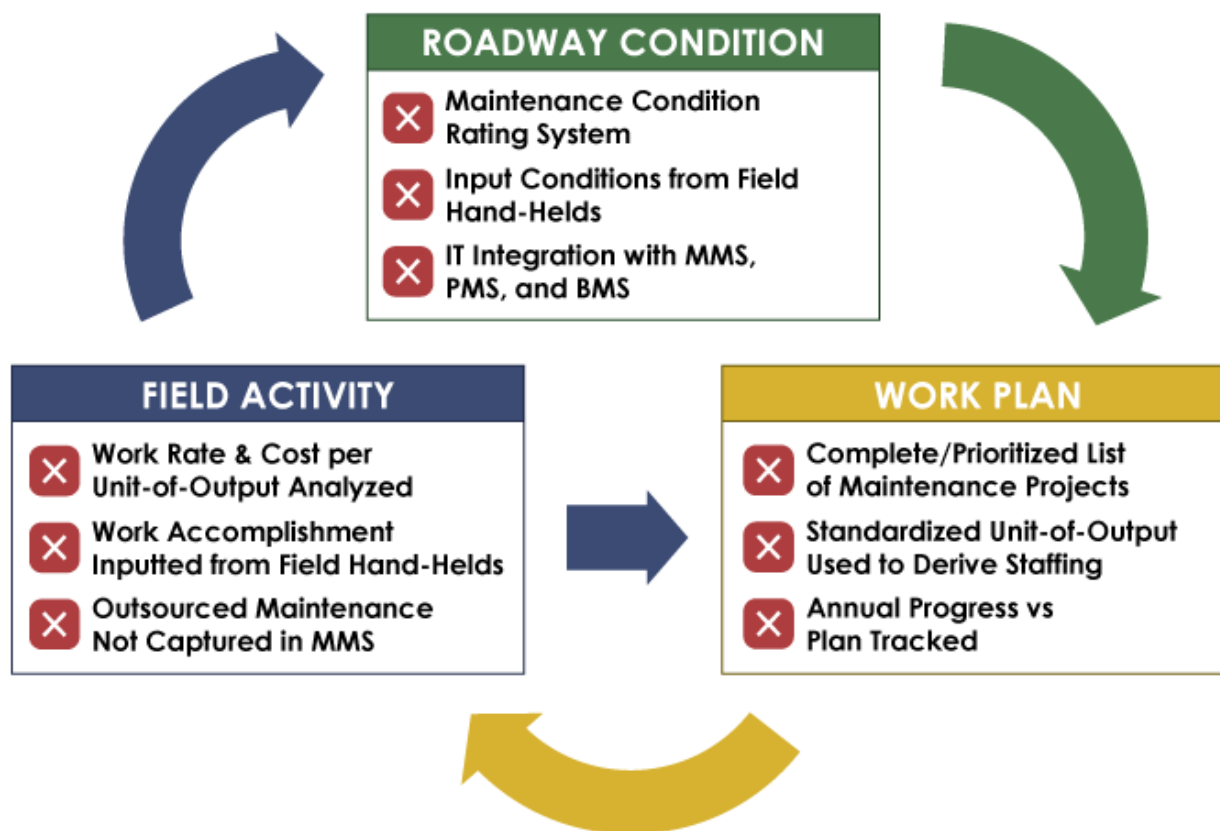 ROADWAY CONDITION
Maintenance Condition
Rating System
Input Conditions from Field
Hand-Helds
IT Integration with MMS,
PMS, and BMS
FIELD ACTIVITY
Work Rate & Cost per
Unit-of-Output Analyzed
Work Accomplishment
Inputted from Field Hand-Helds
Outsourced Maintenance
Not Captured in MMS
WORK PLAN
Complete/Prioritized List
of Maintenance Projects
Standardized Unit-of-Output
Used to Derive Staffing
Annual Progress vs
Plan Tracked